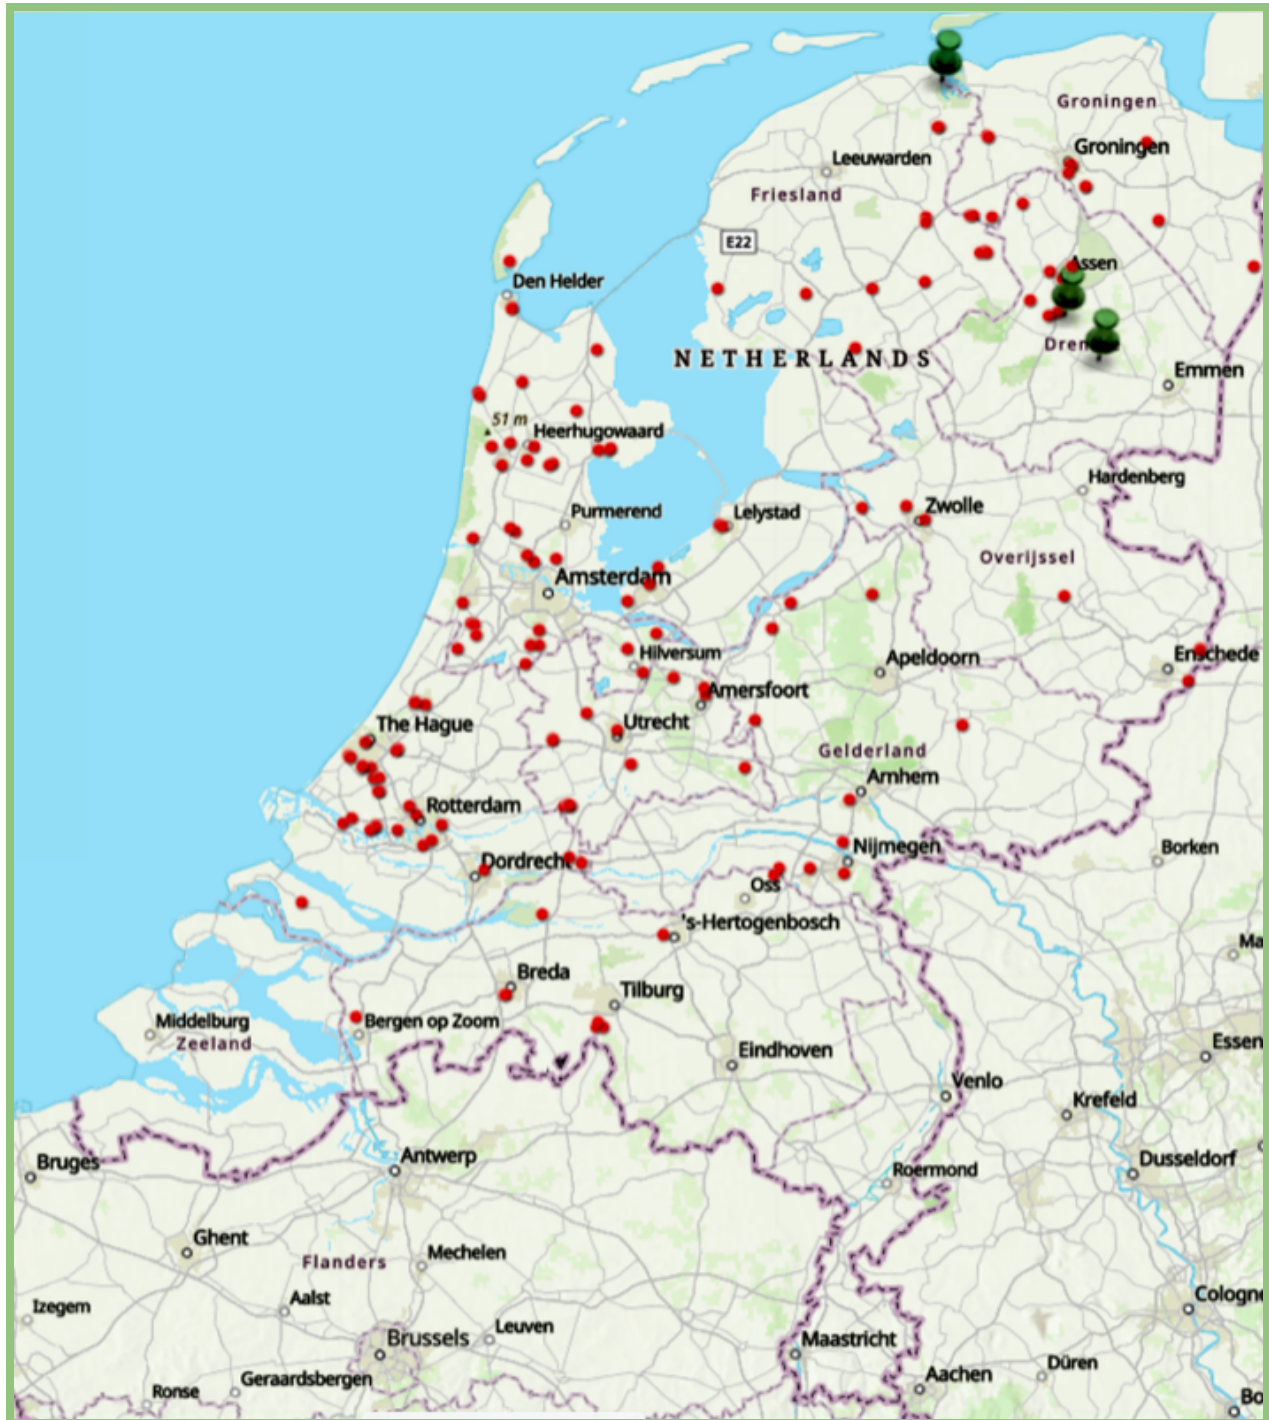 Groningen
Groningen
Leeuwarden
Friesland
E22
Assen
Den Helder
NETHERLANDS
Emmen
51 m
Heerhugowaard
Hardenberg
Purmerend
Lelystad
Zwolle
Overijssel
Amsterdam
Hilversum
Enschede
Apeldoorn
Amersfoort
The Hague
Utrecht
Gelderland
Arnhem
Rotterdam
Nijmegen
Borken
Dordrecht
Oss
's-Hertogenbosch
Ma
Breda
Tilburg
Middelburg
Bergen op Zoom
Zeeland
Essen
Eindhoven
Venlo
Krefeld
Bruges
Antwerp
Dusseldorf
Roermond
Ghent
Mechelen
Flanders
Aalst
Cologne
Izegem
Leuven
Brussels
Maastricht
Düren
Aachen
Geraardsbergen
Ronse
Bo